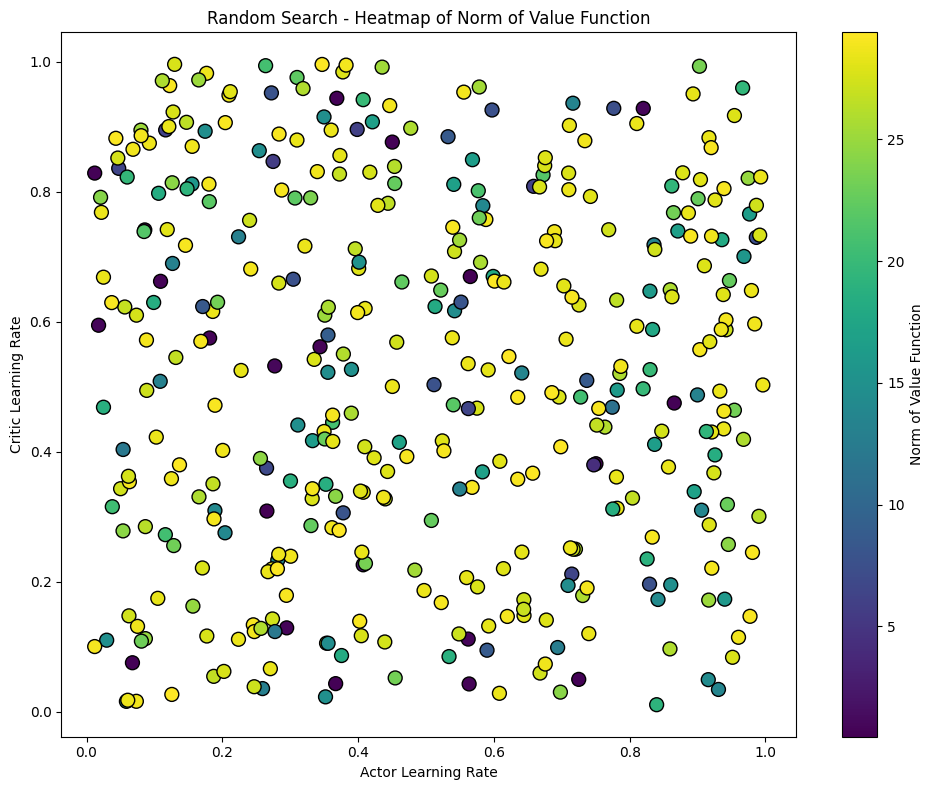 Random Search - Heatmap of Norm of Value Function
1.0
0.8
0.6
0.4
0.2
0.0
Critic Learning Rate
0.0 0.2 0.4 0.6 0.8 1.0
Actor Learning Rate
25
20
15
10
5
Norm of Value Function